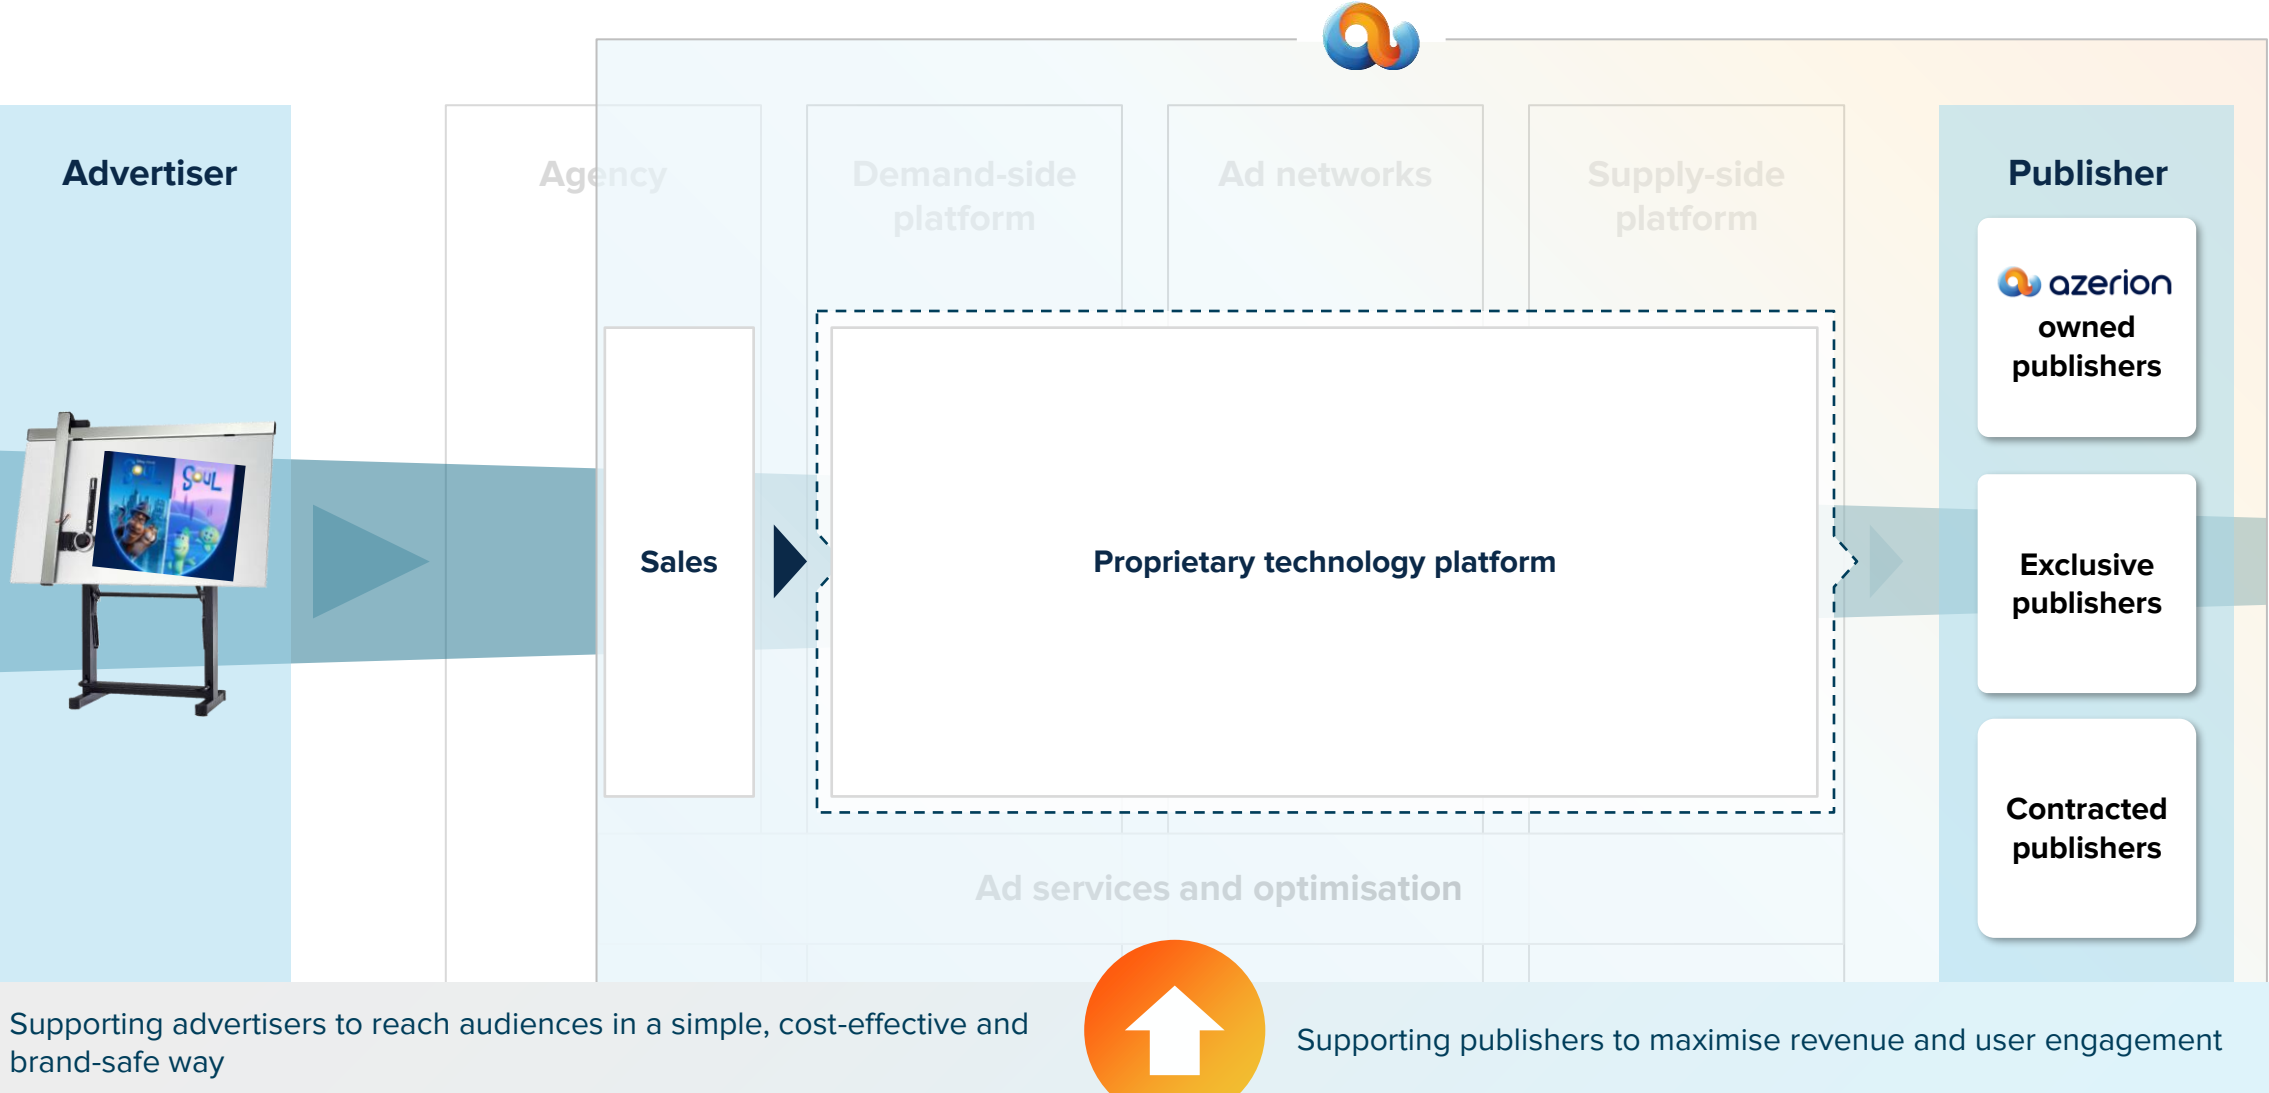 Advertiser
Agency
Demand-side
platform
Ad networks
Supply-side
platform
Publisher
azerion
owned
publishers
SOUL
SOUL
Sales
Proprietary technology platform
Exclusive
publishers
Contracted
publishers
Ad services and optimisation
Supporting advertisers to reach audiences in a simple, cost-effective and
brand-safe way
Supporting publishers to maximise revenue and user engagement